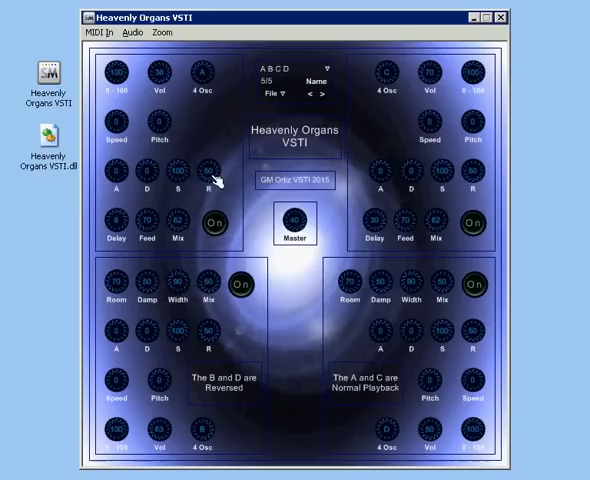 Heavenly Organs VSTI
MIDI In Audio Zoom
Heavenly
Organs VSTI
Heavenly
Organs VSTI.dll
100 38 A
0 - 100 Vol 4 Osc
0 0
Speed Pitch
0 0 100 50
A D S R
6 70 62 On
Delay Feed Mix
A B C D
5/5 Name
File < >
Heavenly Organs
VSTI
GM Ortiz VSTI 2015
40
Master
C 70 100
4 Osc Vol 0 - 100
0 0
Speed Pitch
0 0 100 50
A D S R
30 70 62 On
Delay Feed Mix
70 50 90 50 On
Room Damp Width Mix
0 0 100 50
A D S R
The B and D are
Reversed
0 0
Speed Pitch
100 63 B
0 - 100 Vol 4 Osc
70 50 90 50 On
Room Damp Width Mix
0 0 100 50
A D S R
The A and C are
Normal Playback
0 0
Pitch Speed
D 50 100
4 Osc Vol 0 - 100